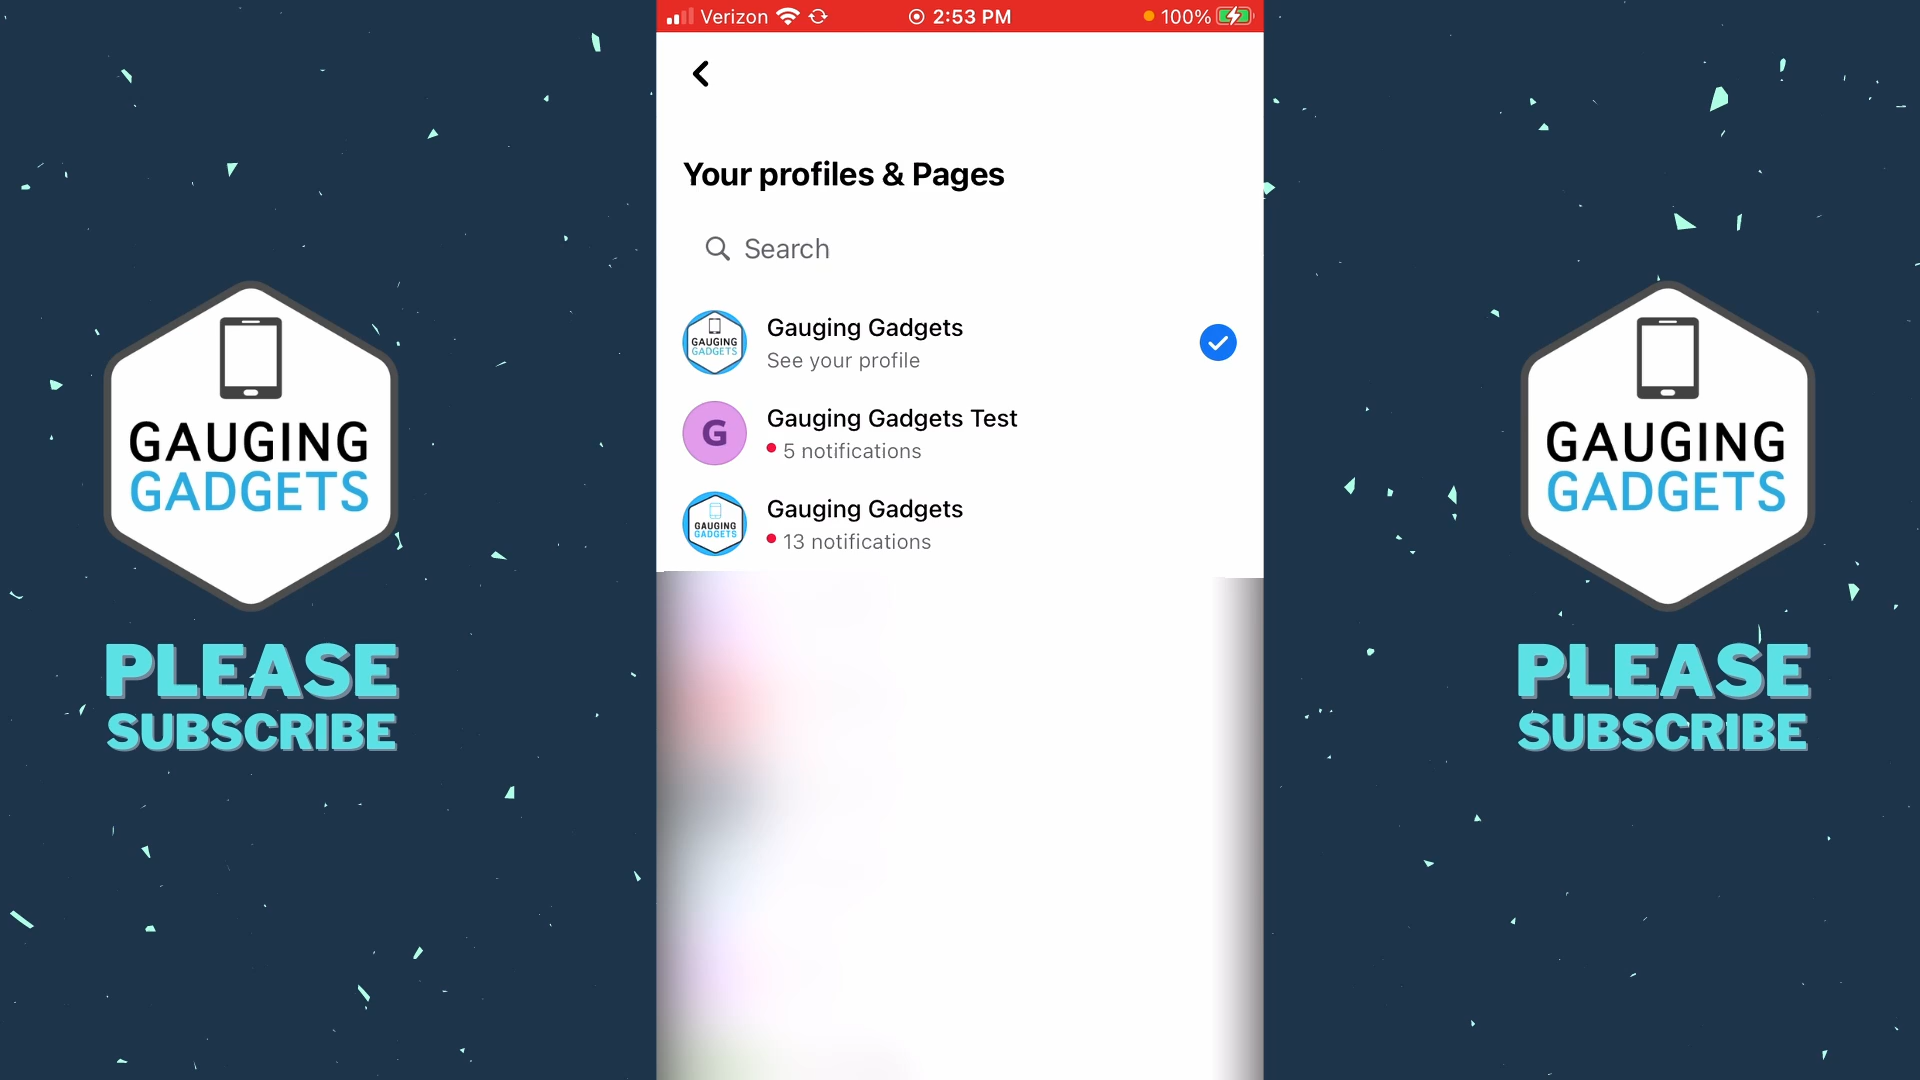 Verizon 2:53 PM 100%
Your profiles & Pages
Search
GAUGING GADGETS
Gauging Gadgets
See your profile
G
Gauging Gadgets Test
5 notifications
GAUGING GADGETS
Gauging Gadgets
13 notifications
GAUGING
GADGETS
PLEASE
SUBSCRIBE
GAUGING
GADGETS
PLEASE
SUBSCRIBE